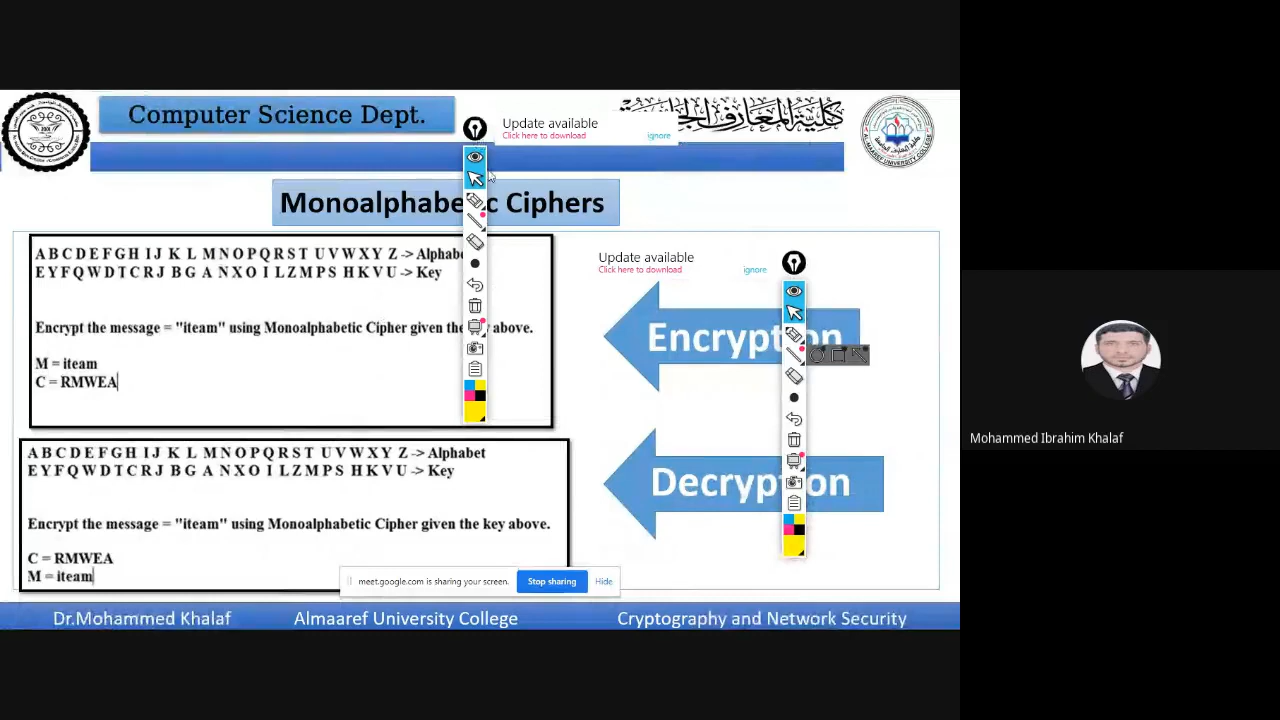 Computer Science Dept.
كلية المعارف الجامعة
Update available
Click here to download ignore
Monoalphabetic Ciphers
A B C D E F G H I J K L M N O P Q R S T U V W X Y Z -> Alphabet
E Y F Q W D T C R J B G A N X O I L Z M P S H K V U -> Key
Encrypt the message = "iteam" using Monoalphabetic Cipher given the key above.
M = iteam
C = RMWEA
Update available
Click here to download ignore
Encryption
A B C D E F G H I J K L M N O P Q R S T U V W X Y Z -> Alphabet
E Y F Q W D T C R J B G A N X O I L Z M P S H K V U -> Key
Encrypt the message = "iteam" using Monoalphabetic Cipher given the key above.
C = RMWEA
M = iteam
Decryption
meet.google.com is sharing your screen. Stop sharing Hide
Dr.Mohammed Khalaf Almaaref University College Cryptography and Network Security
Mohammed Ibrahim Khalaf